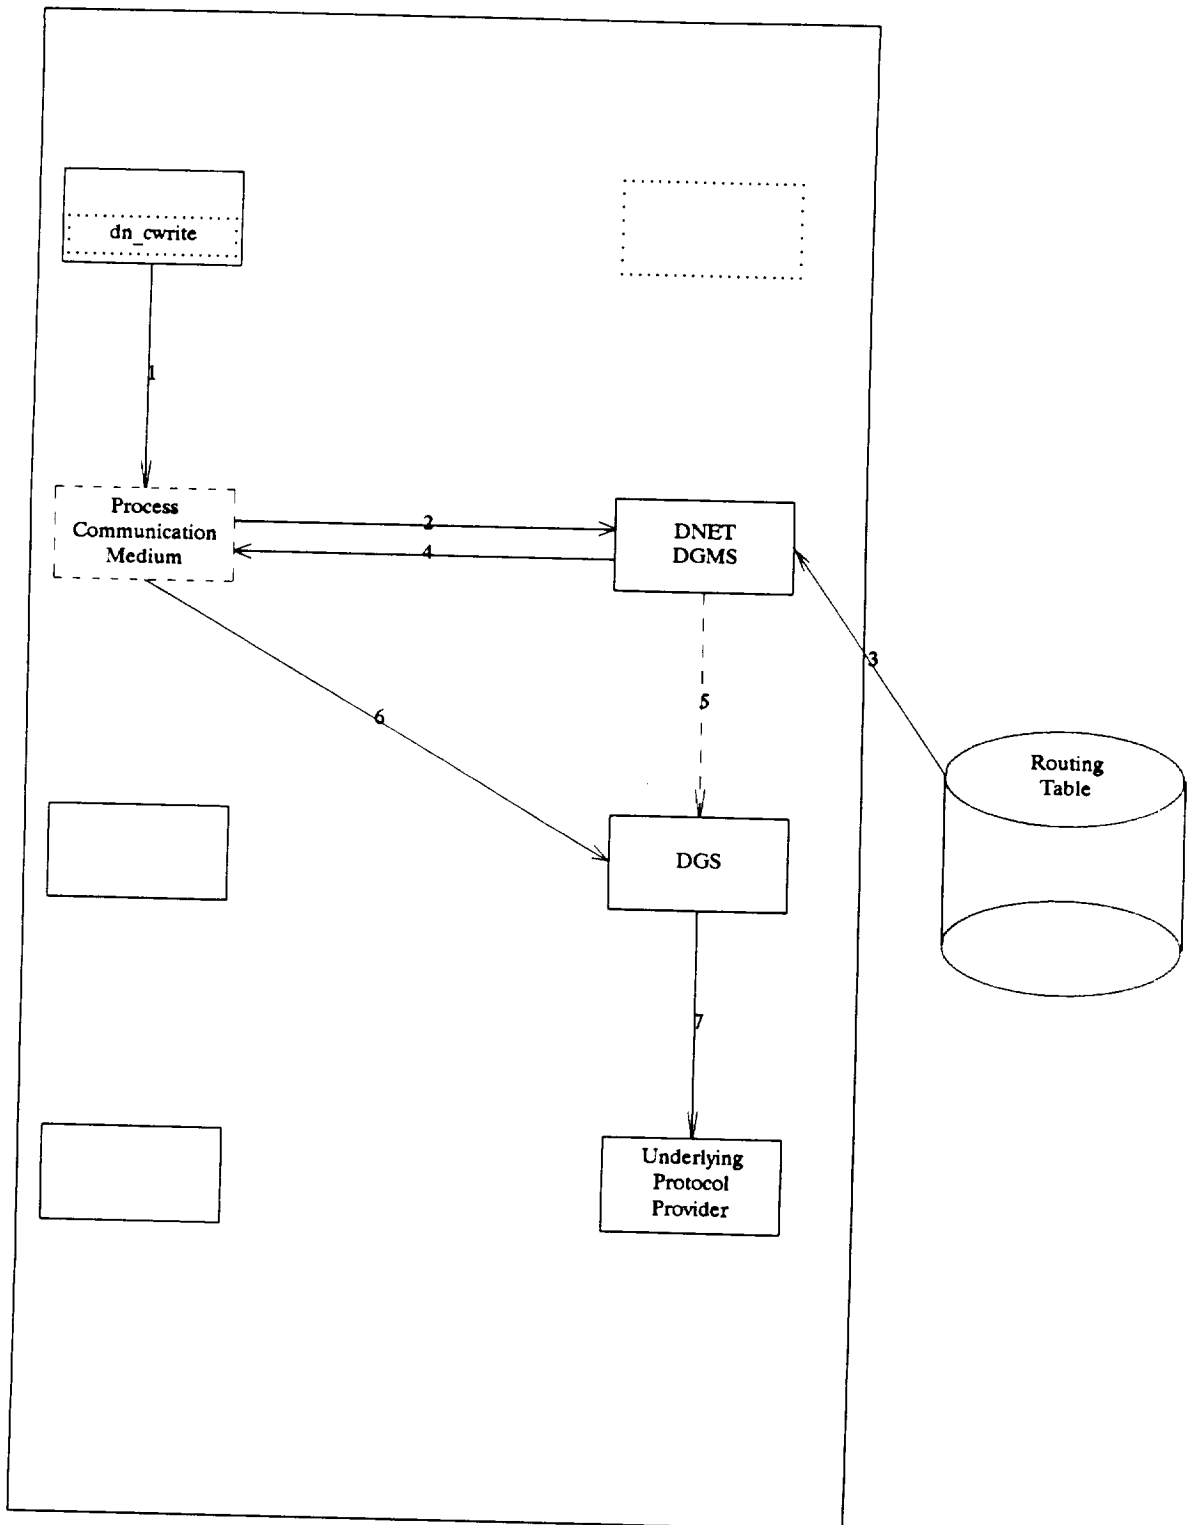 dn_cwrite
1
Process
Communication
Medium
2
4
DNET
DGMS
3
5
6
Routing
Table
DGS
7
Underlying
Protocol
Provider